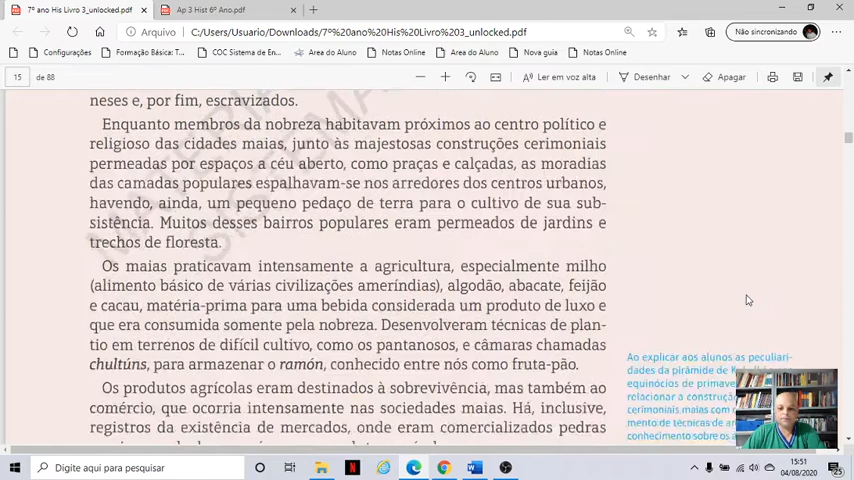 7º ano His Livro 3_unlocked.pdf
Ap 3 Hist 6º Ano.pdf
Arquivo
C:/Users/Usuario/Downloads/7º%20ano%20His%20Livro%203_unlocked.pdf
Não sincronizando
Configurações
Formação Básica: T...
COC Sistema de En...
Area do Aluno
Notas Online
Area do Aluno
Nova guia
Notas Online
15 de 88
Ler em voz alta
Desenhar
Apagar
neses e, por fim, escravizados.
Enquanto membros da nobreza habitavam próximos ao centro político e
religioso das cidades maias, junto às majestosas construções cerimoniais
permeadas por espaços a céu aberto, como praças e calçadas, as moradias
das camadas populares espalhavam-se nos arredores dos centros urbanos,
havendo, ainda, um pequeno pedaço de terra para o cultivo de sua sub-
sistência. Muitos desses bairros populares eram permeados de jardins e
trechos de floresta.
Os maias praticavam intensamente a agricultura, especialmente milho
(alimento básico de várias civilizações ameríndias), algodão, abacate, feijão
e cacau, matéria-prima para uma bebida considerada um produto de luxo e
que era consumida somente pela nobreza. Desenvolveram técnicas de plan-
tio em terrenos de difícil cultivo, como os pantanosos, e câmaras chamadas
chultúns, para armazenar o ramón, conhecido entre nós como fruta-pão.
Os produtos agrícolas eram destinados à sobrevivência, mas também ao
comércio, que ocorria intensamente nas sociedades maias. Há, inclusive,
registros da existência de mercados, onde eram comercializados pedras
Ao explicar aos alunos as peculiari-
dades da pirâmide de
equinócios de primave
relacionar a construçã
cerimoniais maias com
mento de técnicas de
conhecimento sobre os
MATERIA
SISTEMA
Digite aqui para pesquisar
15:51
04/08/2020
25